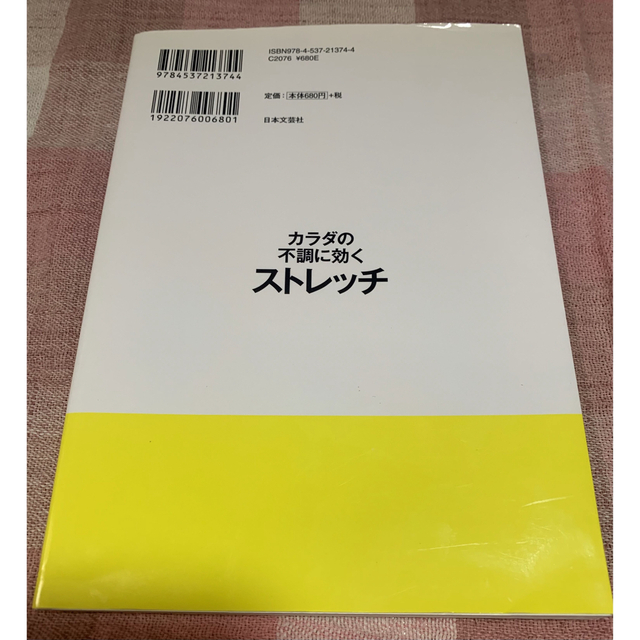 9784537213744
1922076006801
ISBN978-4-537-21374-4
C2076 ¥680E
定価:本体680円+税
日本文芸社
カラダの
不調に効く
ストレッチ